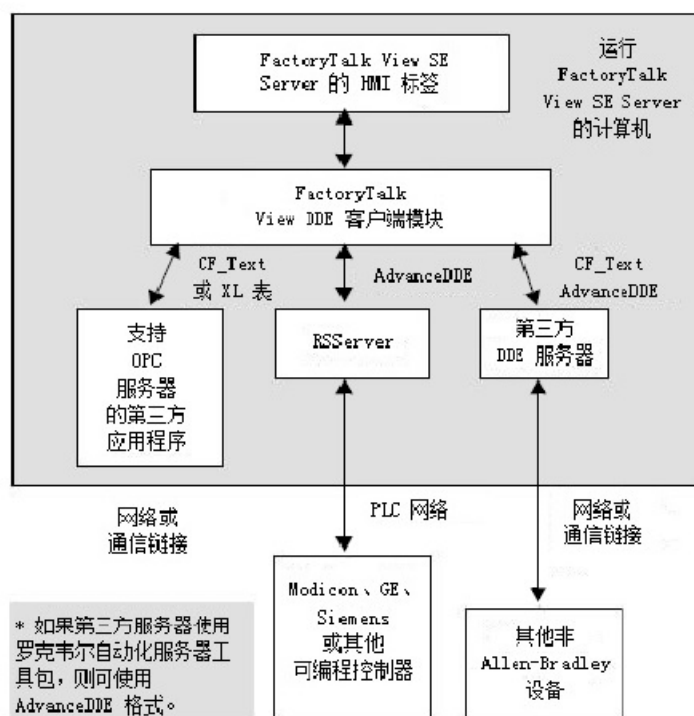 FactoryTalk View SE
Server 的 HMI 标签
运行
FactoryTalk
View SE Server
的计算机
FactoryTalk
View DDE 客户端模块
CF_Text
或 XL 表
AdvanceDDE
CF_Text
AdvanceDDE
支持
OPC
服务器
的第三方
应用程序
RSServer
第三方
DDE 服务器
网络或
通信链接
PLC 网络
网络或
通信链接
* 如果第三方服务器使用
罗克韦尔自动化服务器工
具包，则可使用
AdvanceDDE 格式。
Modicon、GE、
Siemens
或其他
可编程控制器
其他非
Allen-Bradley
设备